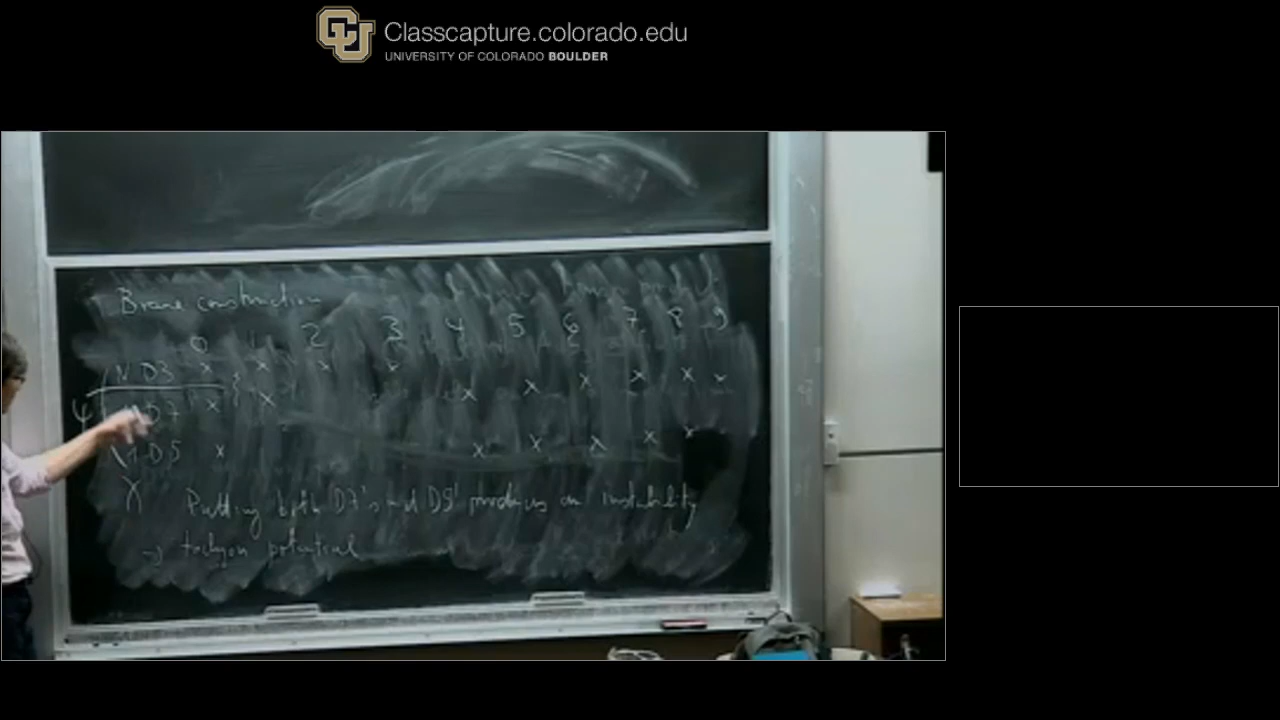 Classcapture.colorado.edu
UNIVERSITY OF COLORADO BOULDER
Brane construction
0 1 2 3 4 5 6 7 8 9
N D3 x x x x
ψ D7 x x x x x x x x
1 D5 x x x x x x
χ Putting both D7's and D5' produces an instability
→ tachyon potential